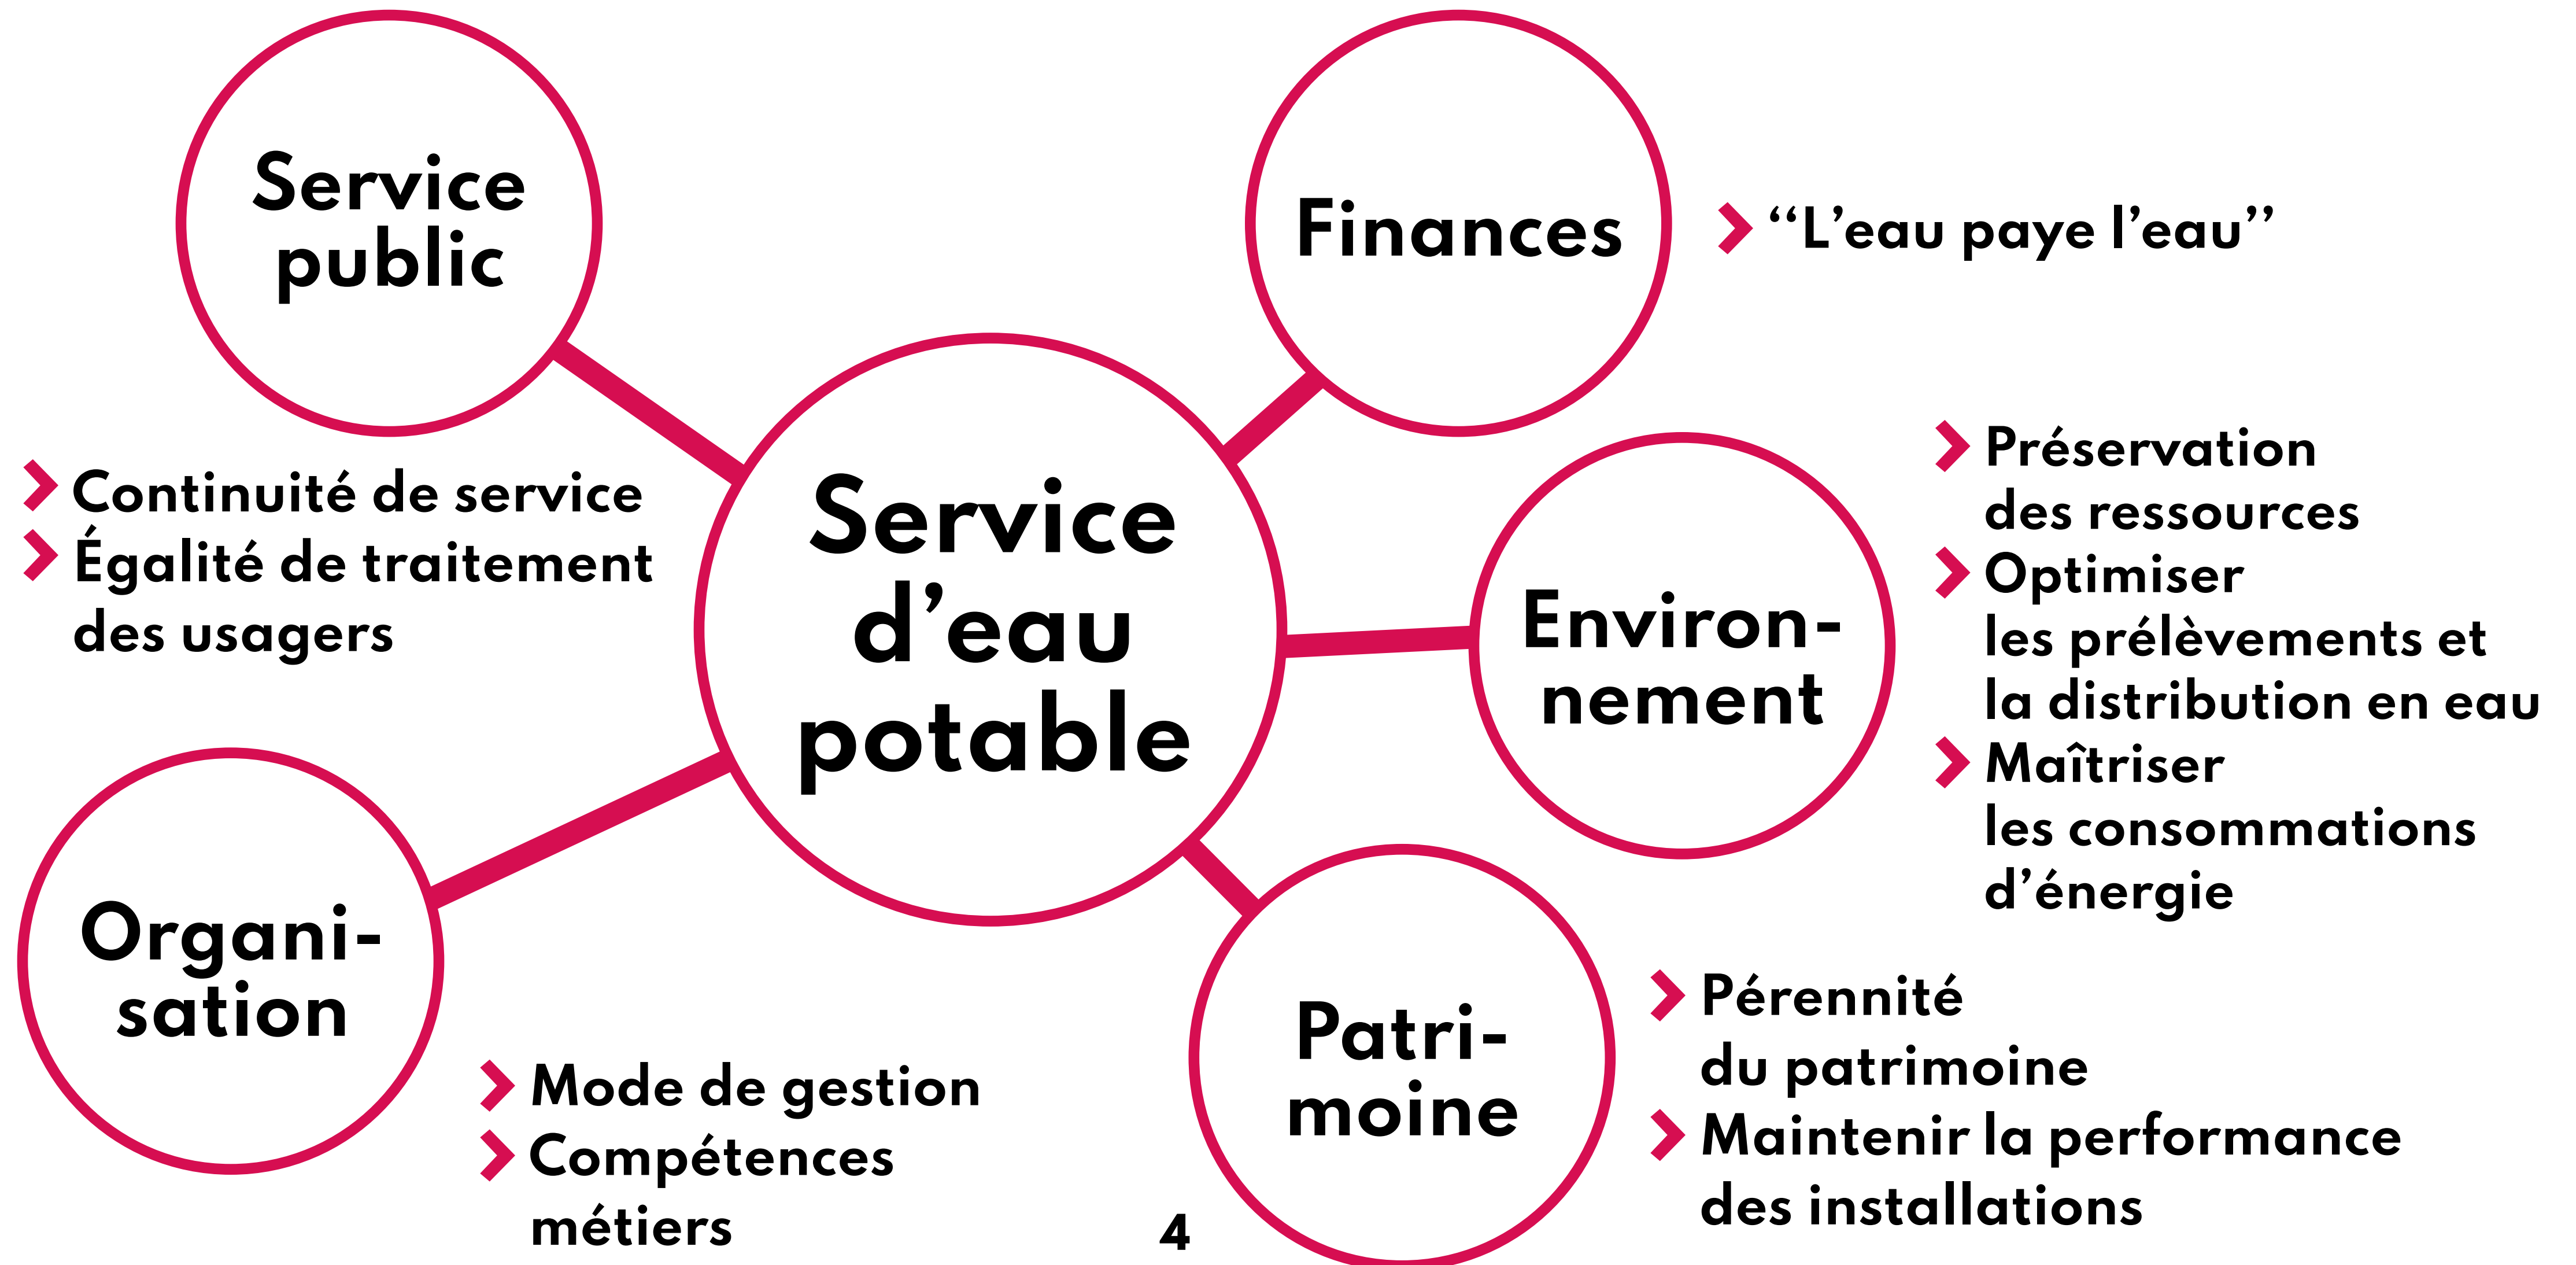 Service
public
Continuité de service
Égalité de traitement
des usagers
Finances
‘‘L’eau paye l’eau’’
Service
d’eau
potable
Environ-
nement
Préservation
des ressources
Optimiser
les prélèvements et
la distribution en eau
Maîtriser
les consommations
d’énergie
Organi-
sation
Mode de gestion
Compétences
métiers
Patri-
moine
Pérennité
du patrimoine
Maintenir la performance
des installations
4